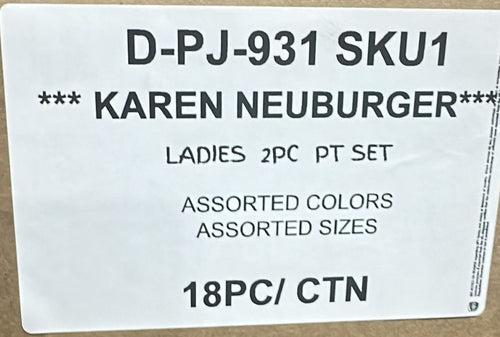 D-PJ-931 SKU1
*** KAREN NEUBURGER***
LADIES 2PC PT SET
ASSORTED COLORS
ASSORTED SIZES
18PC/ CTN